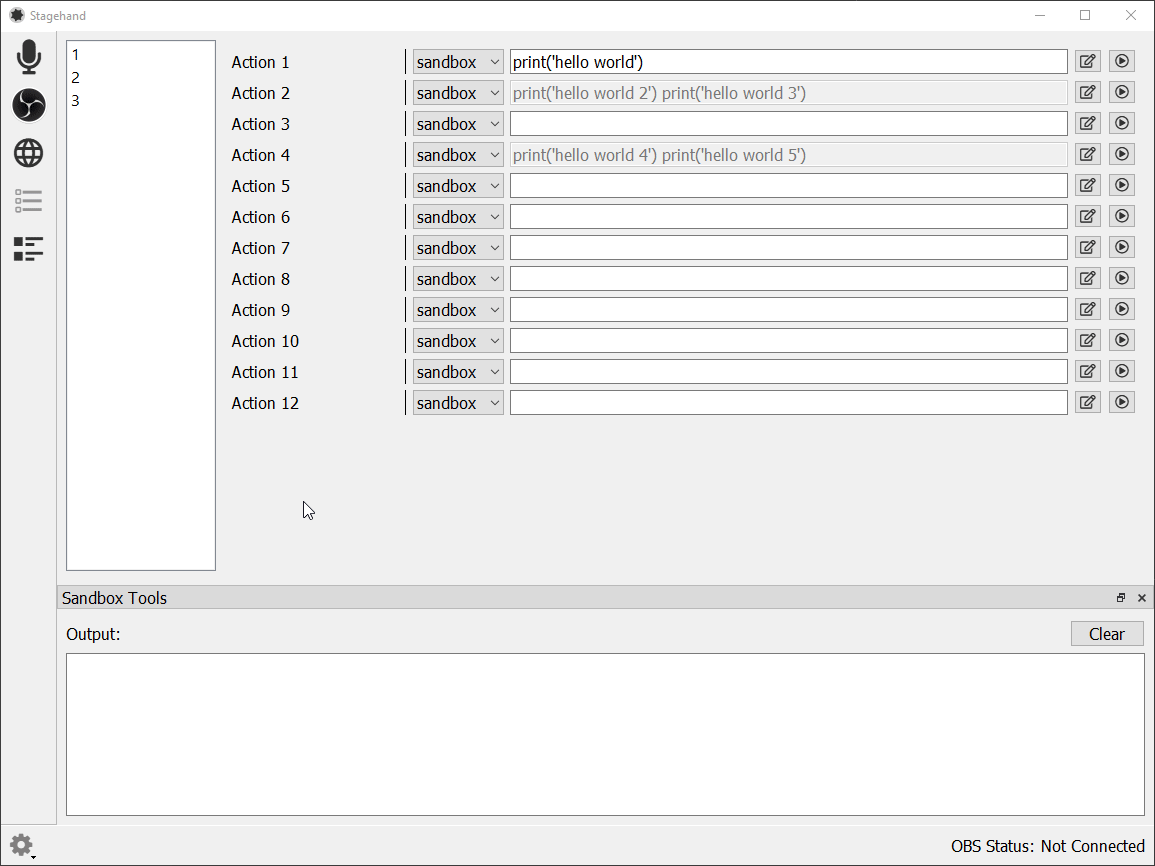 Stagehand
1
2
3
Action 1 sandbox print('hello world')
Action 2 sandbox print('hello world 2') print('hello world 3')
Action 3 sandbox
Action 4 sandbox print('hello world 4') print('hello world 5')
Action 5 sandbox
Action 6 sandbox
Action 7 sandbox
Action 8 sandbox
Action 9 sandbox
Action 10 sandbox
Action 11 sandbox
Action 12 sandbox
Sandbox Tools
Output: Clear
OBS Status: Not Connected